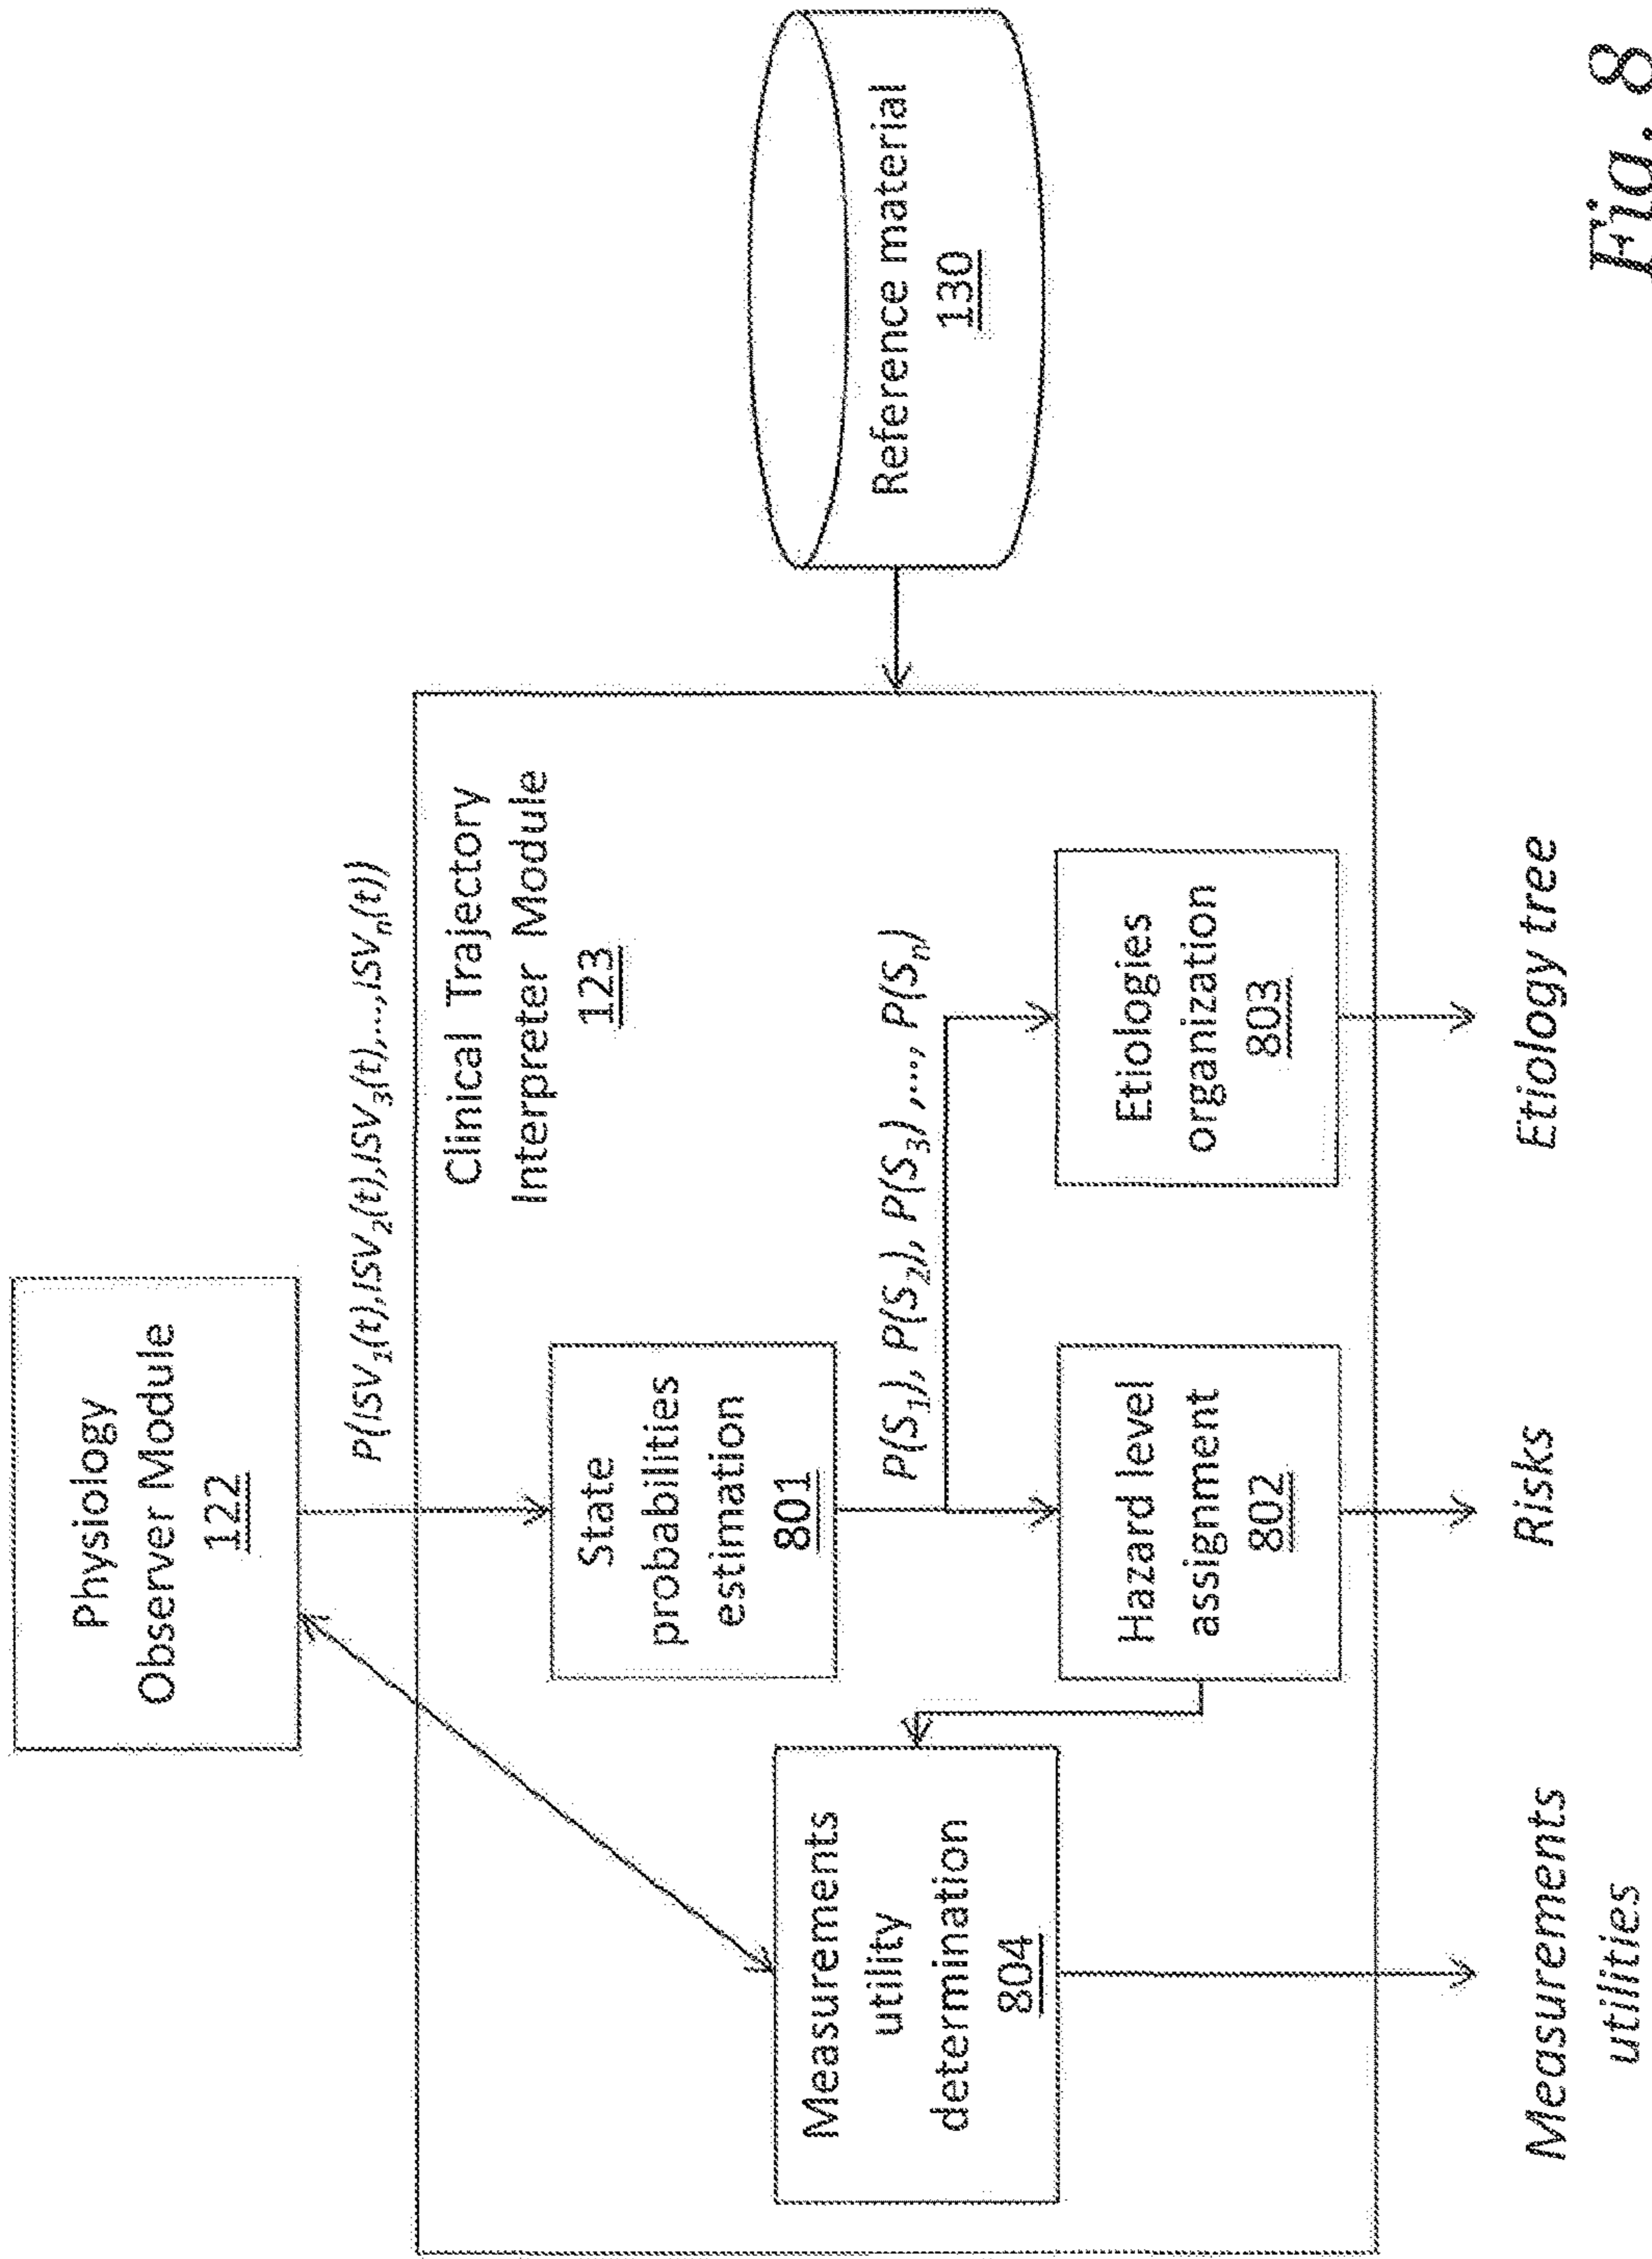 Physiology
Observer Module
122
P(ISV₁(t),ISV₂(t),ISV₃(t),...,ISVₙ(t))
Clinical Trajectory
Interpreter Module
123
State
probabilities
estimation
801
P(S₁), P(S₂), P(S₃) ,..., P(Sₙ)
Measurements
utility
determination
804
Hazard level
assignment
802
Etiologies
organization
803
Reference material
130
Measurements
utilities
Risks
Etiology tree
Fig. 8